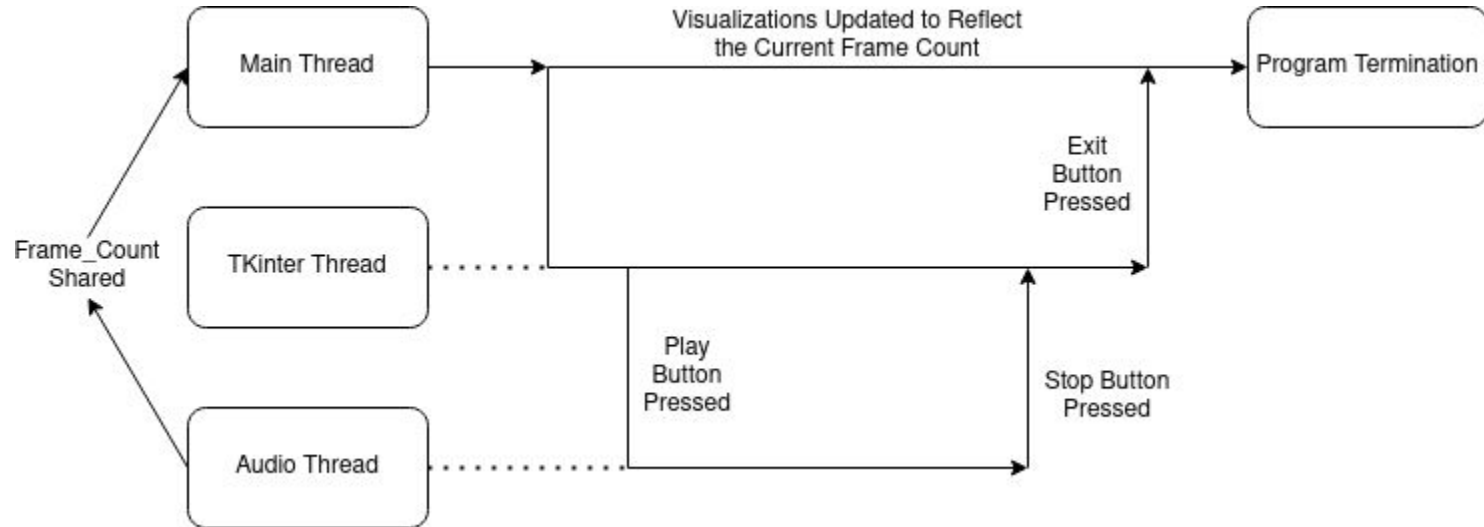 Visualizations Updated to Reflect
the Current Frame Count
Main Thread
Program Termination
Exit
Button
Pressed
Frame_Count
Shared
TKinter Thread
Play
Button
Pressed
Stop Button
Pressed
Audio Thread